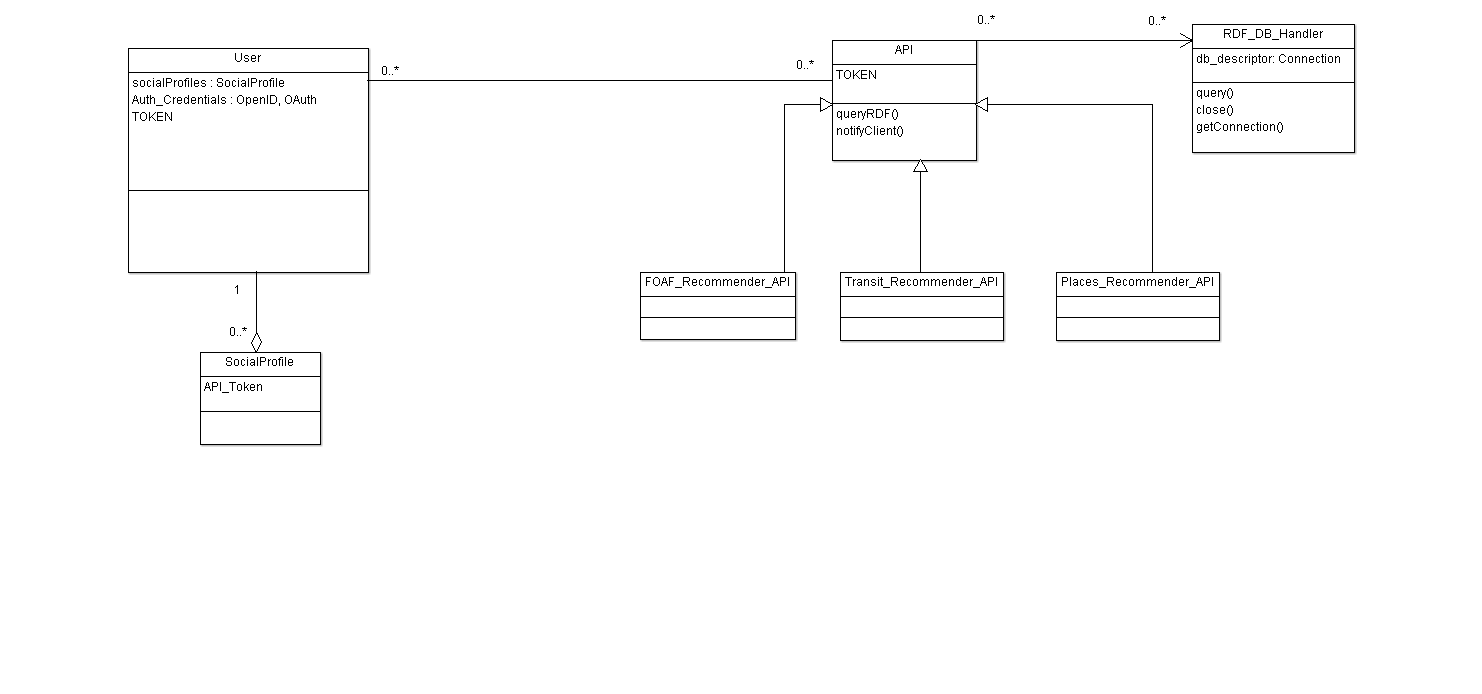 User
socialProfiles : SocialProfile
Auth_Credentials : OpenID, OAuth
TOKEN
0..*
0..*
API
TOKEN
queryRDF()
notifyClient()
0..*
0..*
RDF_DB_Handler
db_descriptor: Connection
query()
close()
getConnection()
1
0..*
SocialProfile
API_Token
FOAF_Recommender_API
Transit_Recommender_API
Places_Recommender_API